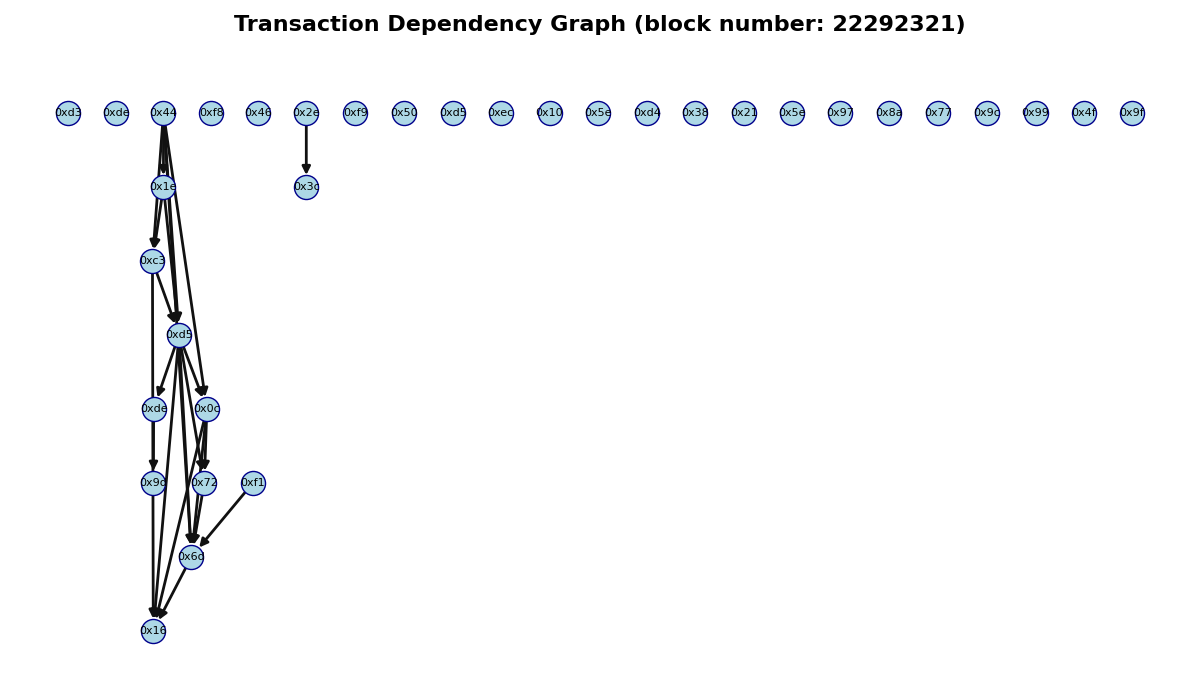 Transaction Dependency Graph (block number: 22292321)
0xd3 0xde 0x44 0xf8 0x46 0x2e 0xf9 0x50 0xd5 0xec 0x10 0x5e 0xd4 0x38 0x21 0x5e 0x97 0x8a 0x77 0x9c 0x99 0x4f 0x9f
0x1e 0x3c
0xc3
0xd5
0xde 0x0c
0x72 0xf1
0x16